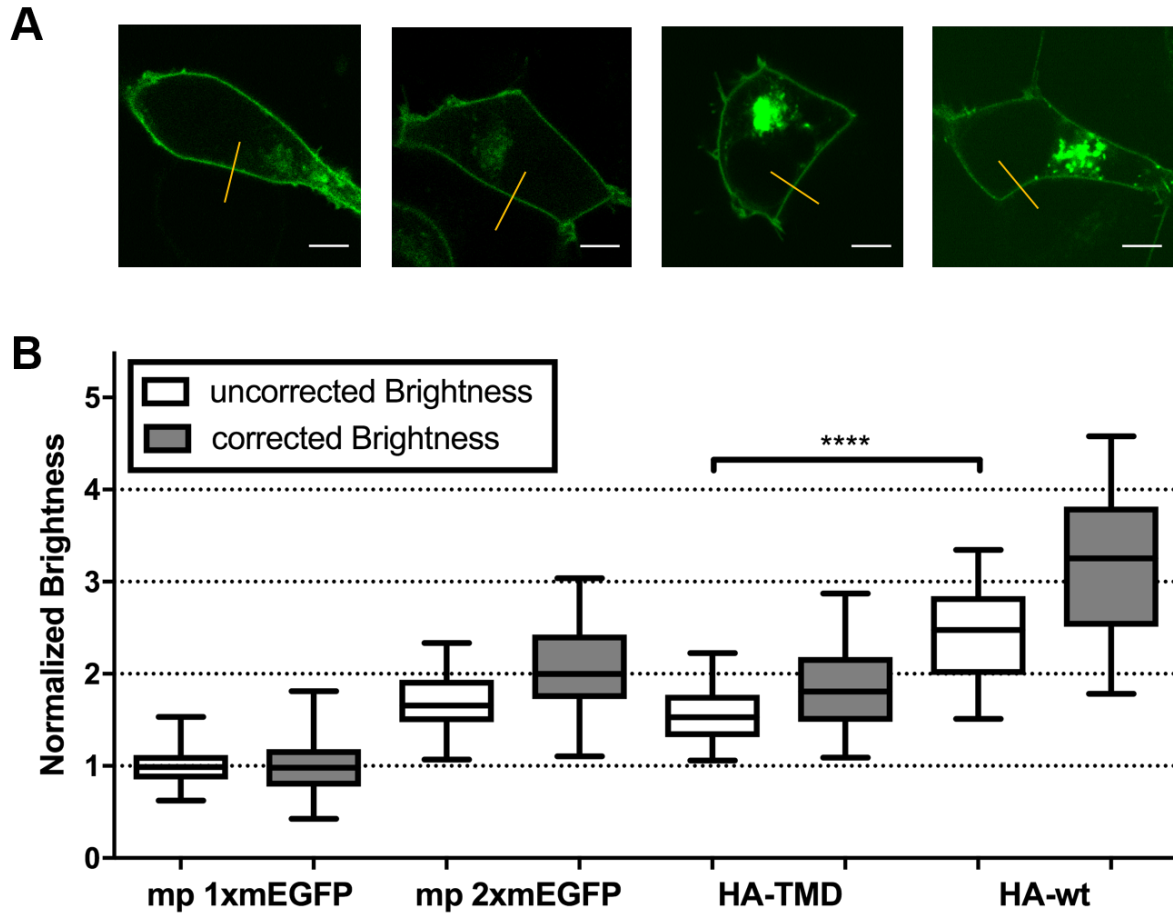 A
B
uncorrected Brightness
corrected Brightness
****
Normalized Brightness
5
4
3
2
1
0
mp 1xmEGFP mp 2xmEGFP HA-TMD HA-wt